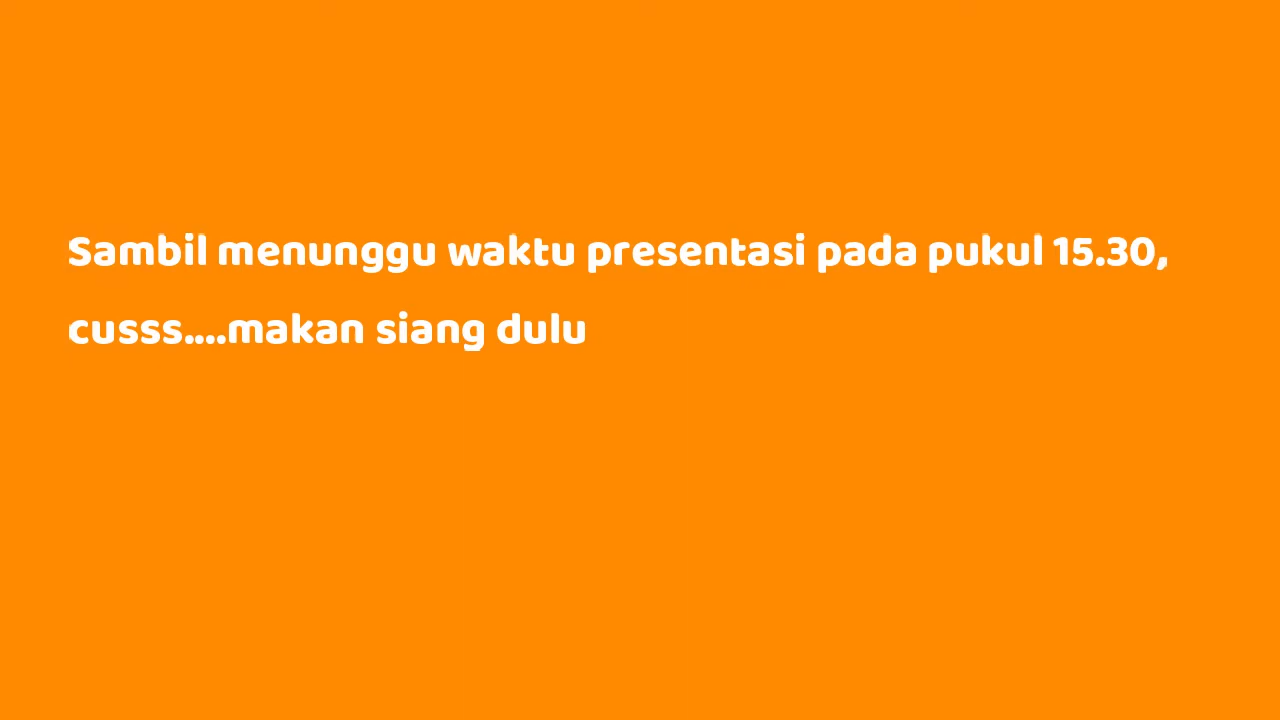 Sambil menunggu waktu presentasi pada pukul 15.30,
cusss....makan siang dulu